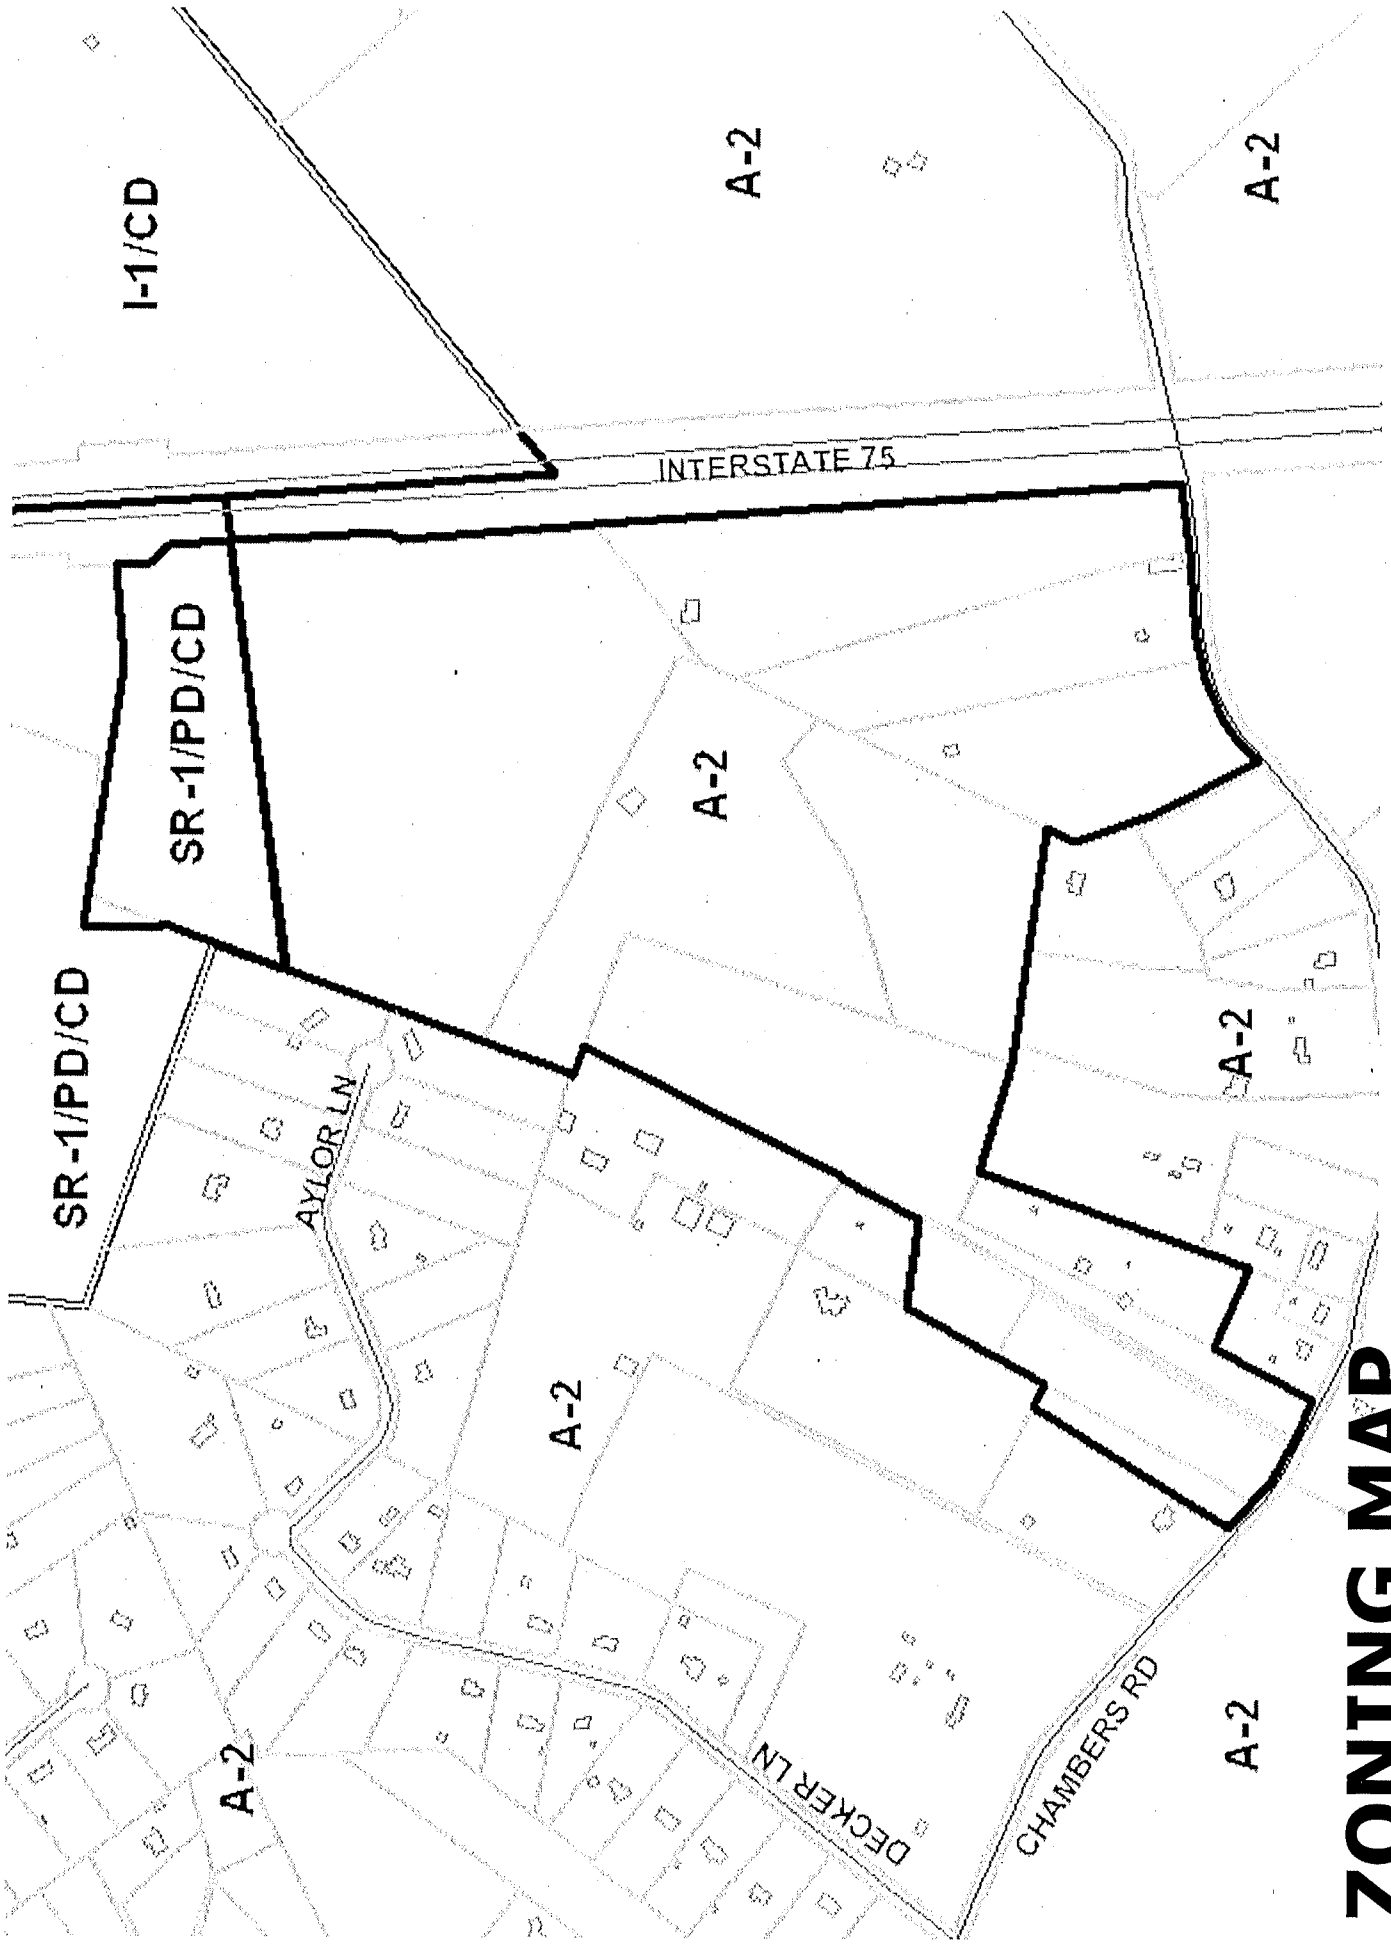 I-1/CD
A-2
A-2
INTERSTATE 75
SR-1/PD/CD
SR-1/PD/CD
A-2
A-2
AYLOR LN
A-2
A-2
DECKER LN
CHAMBERS RD
A-2
ZONING MAP